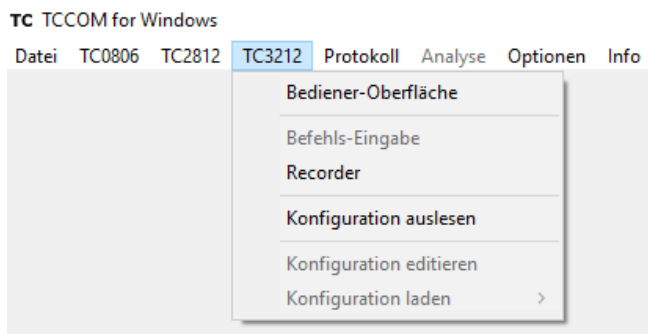 TC TCCOM for Windows
Datei TC0806 TC2812 TC3212 Protokoll Analyse Optionen Info
Bediener-Oberfläche
Befehls-Eingabe
Recorder
Konfiguration auslesen
Konfiguration editieren
Konfiguration laden